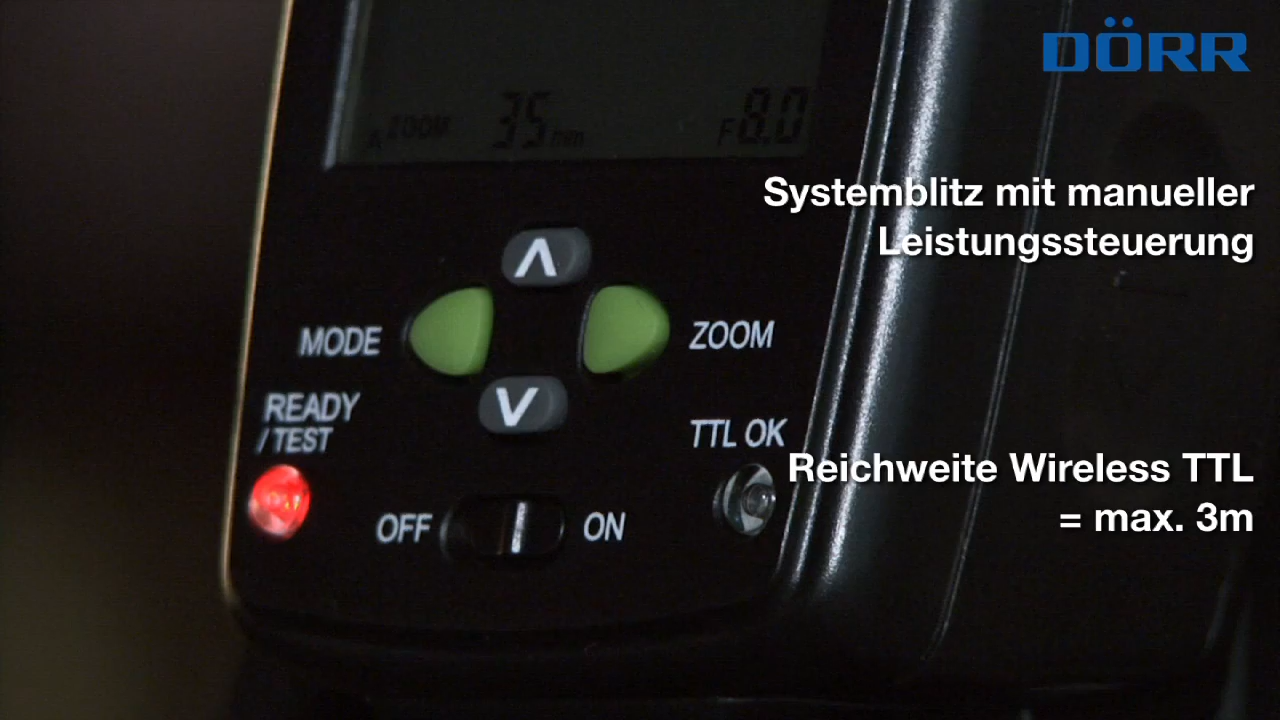 DÖRR
ZOOM 35mm F8.0
Systemblitz mit manueller
Leistungssteuerung
MODE
ZOOM
READY
/ TEST
TTL OK
Reichweite Wireless TTL
= max. 3m
OFF
ON